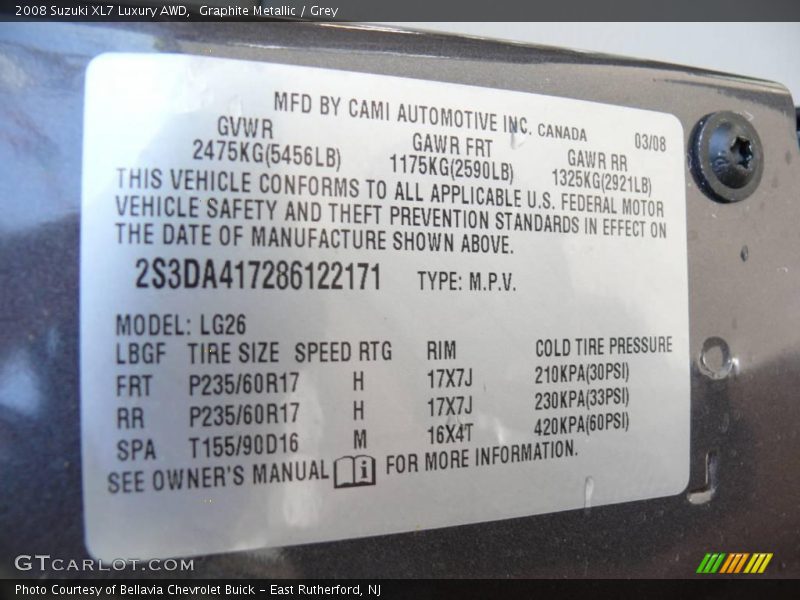 2008 Suzuki XL7 Luxury AWD,  Graphite Metallic / Grey
MFD BY CAMI AUTOMOTIVE INC. CANADA 03/08
GVWR GAWR FRT GAWR RR
2475KG(5456LB) 1175KG(2590LB) 1325KG(2921LB)
THIS VEHICLE CONFORMS TO ALL APPLICABLE U.S. FEDERAL MOTOR
VEHICLE SAFETY AND THEFT PREVENTION STANDARDS IN EFFECT ON
THE DATE OF MANUFACTURE SHOWN ABOVE.
2S3DA417286122171 TYPE: M.P.V.
MODEL: LG26
LBGF TIRE SIZE SPEED RTG RIM COLD TIRE PRESSURE
FRT P235/60R17 H 17X7J 210KPA(30PSI)
RR P235/60R17 H 17X7J 230KPA(33PSI)
SPA T155/90D16 M 16X4T 420KPA(60PSI)
SEE OWNER'S MANUAL i FOR MORE INFORMATION.
GTCARLOT.COM
Photo Courtesy of Bellavia Chevrolet Buick - East Rutherford, NJ